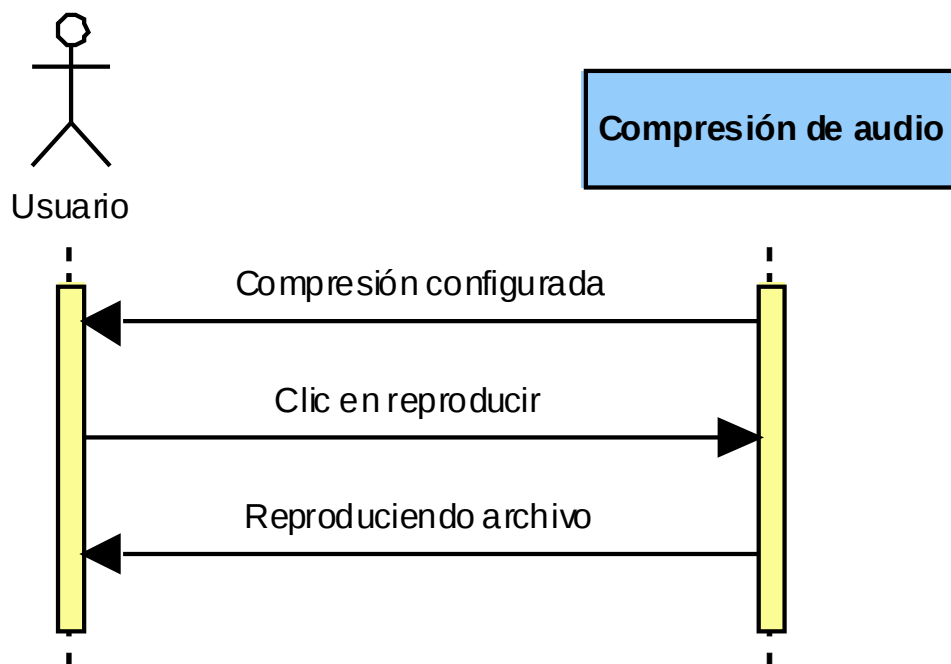 Compresión de audio
Usuario
Compresión configurada
Clic en reproducir
Reproduciendo archivo